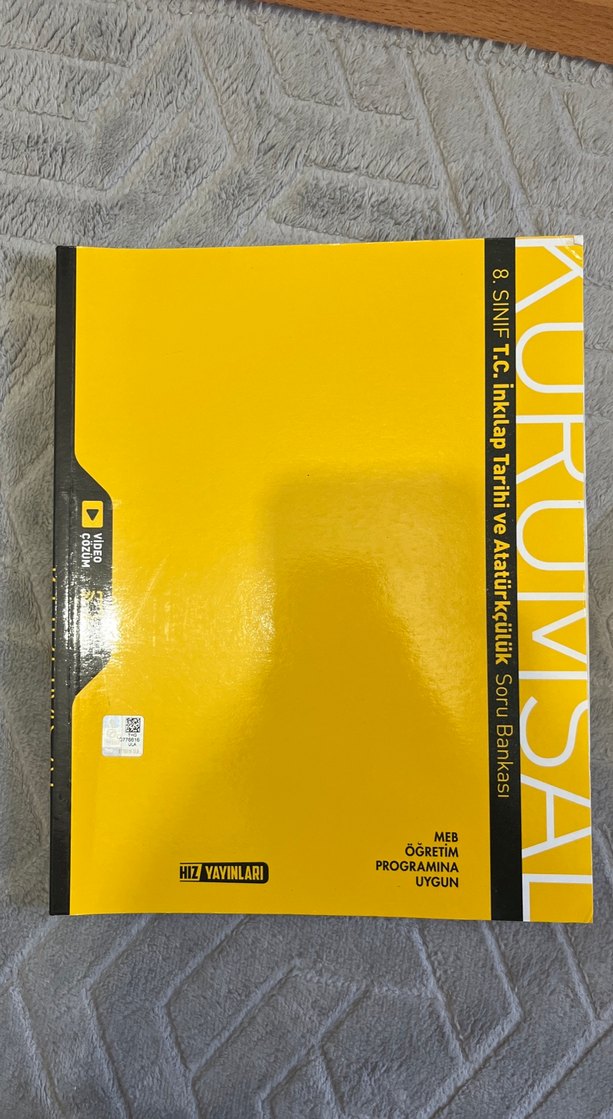 KURUMSAL
8. SINIF T.C. İnkılap Tarihi ve Atatürkçülük Soru Bankası
VİDEO
ÇÖZÜM
MEB
ÖĞRETİM
PROGRAMINA
UYGUN
HIZ YAYINLARI